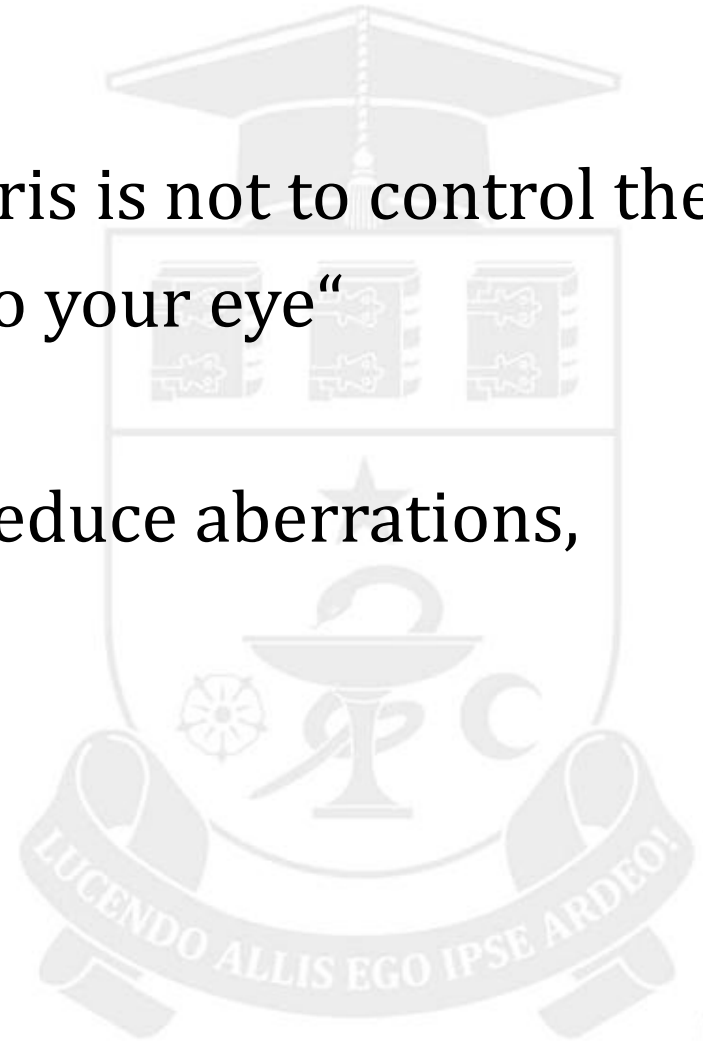 ris is not to control the
o your eye“
educe aberrations,
LUCENDO ALLIS EGO IPSE ARDEO!